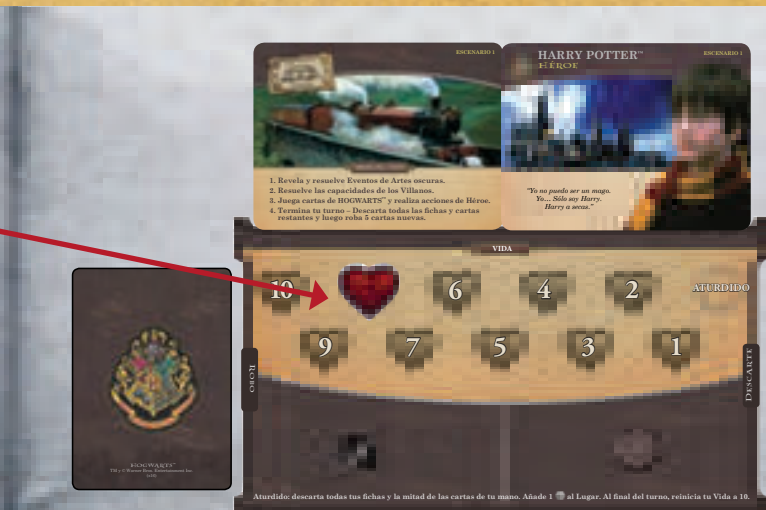 ESCENARIO 1
HARRY POTTER™
HÉROE
ESCENARIO 1
1. Revela y resuelve Eventos de Artes oscuras.
2. Resuelve las capacidades de los Villanos.
3. Juega cartas de HOGWARTS™ y realiza acciones de Héroe.
4. Termina tu turno – Descarta todas las fichas y cartas
restantes y luego roba 5 cartas nuevas.
"Yo no puedo ser un mago.
Yo... Sólo soy Harry.
Harry a secas."
VIDA
10
6
4
2
ATURDIDO
9
7
5
3
1
ROBO
DESCARTE
HOGWARTS™
TM y © Warner Bros. Entertainment Inc.
Aturdido: descarta todas tus fichas y la mitad de las cartas de tu mano. Añade 1 al Lugar. Al final del turno, reinicia tu Vida a 10.